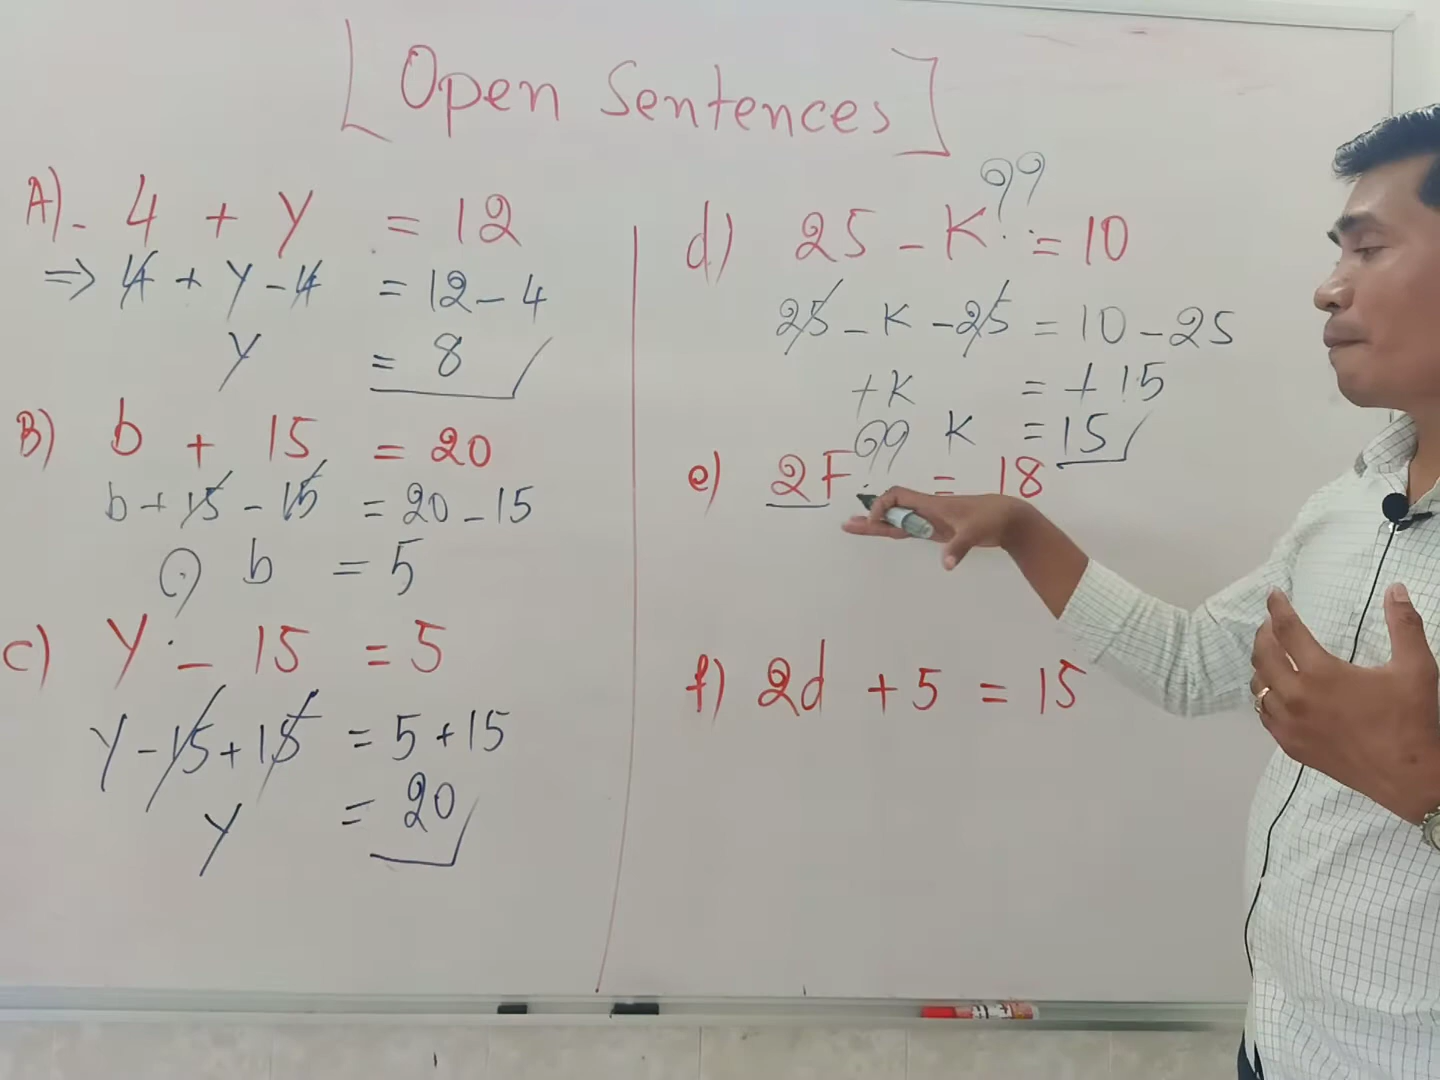 [Open Sentences]
A)- 4 + y = 12
=> 4 + y - 4 = 12 - 4
y = 8
B) b + 15 = 20
b + 15 - 15 = 20 - 15
b = 5
c) y - 15 = 5
y - 15 + 15 = 5 + 15
y = 20
d) 25 - K = 10
25 - K - 25 = 10 - 25
+K = +15
K = 15
e) 2F = 18
f) 2d + 5 = 15